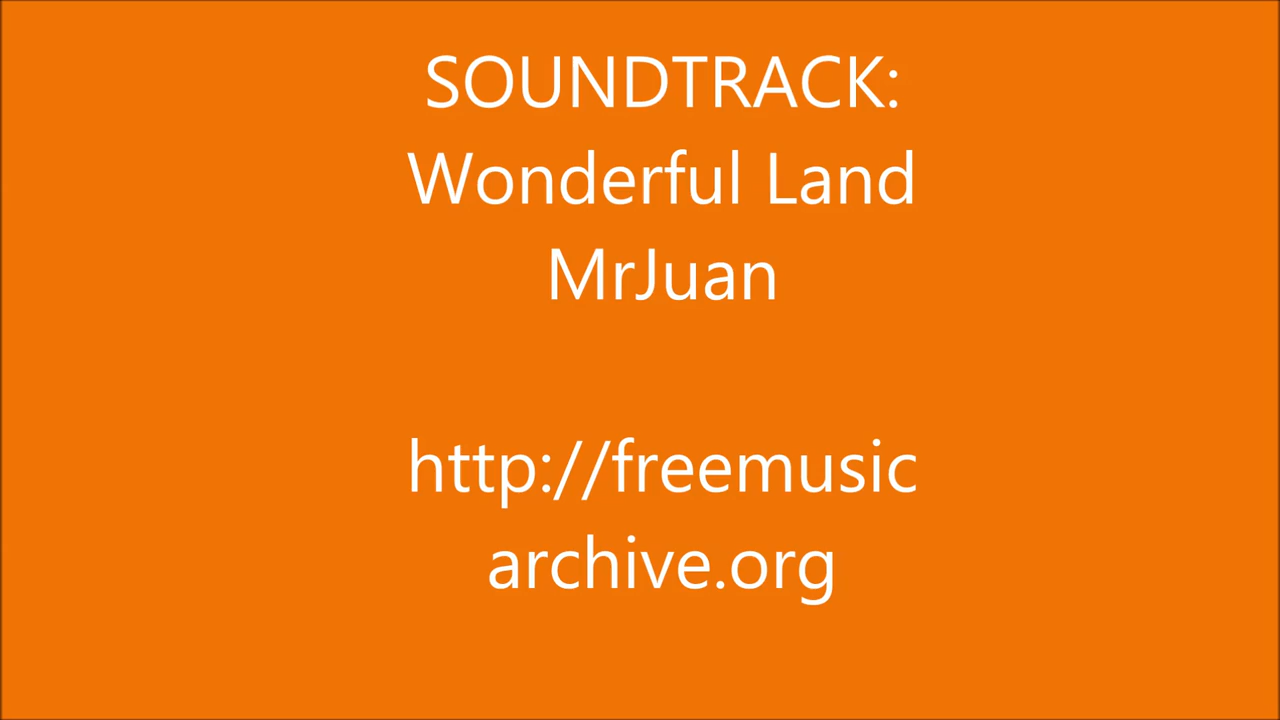 SOUNDTRACK:
Wonderful Land
MrJuan
http://freemusic
archive.org